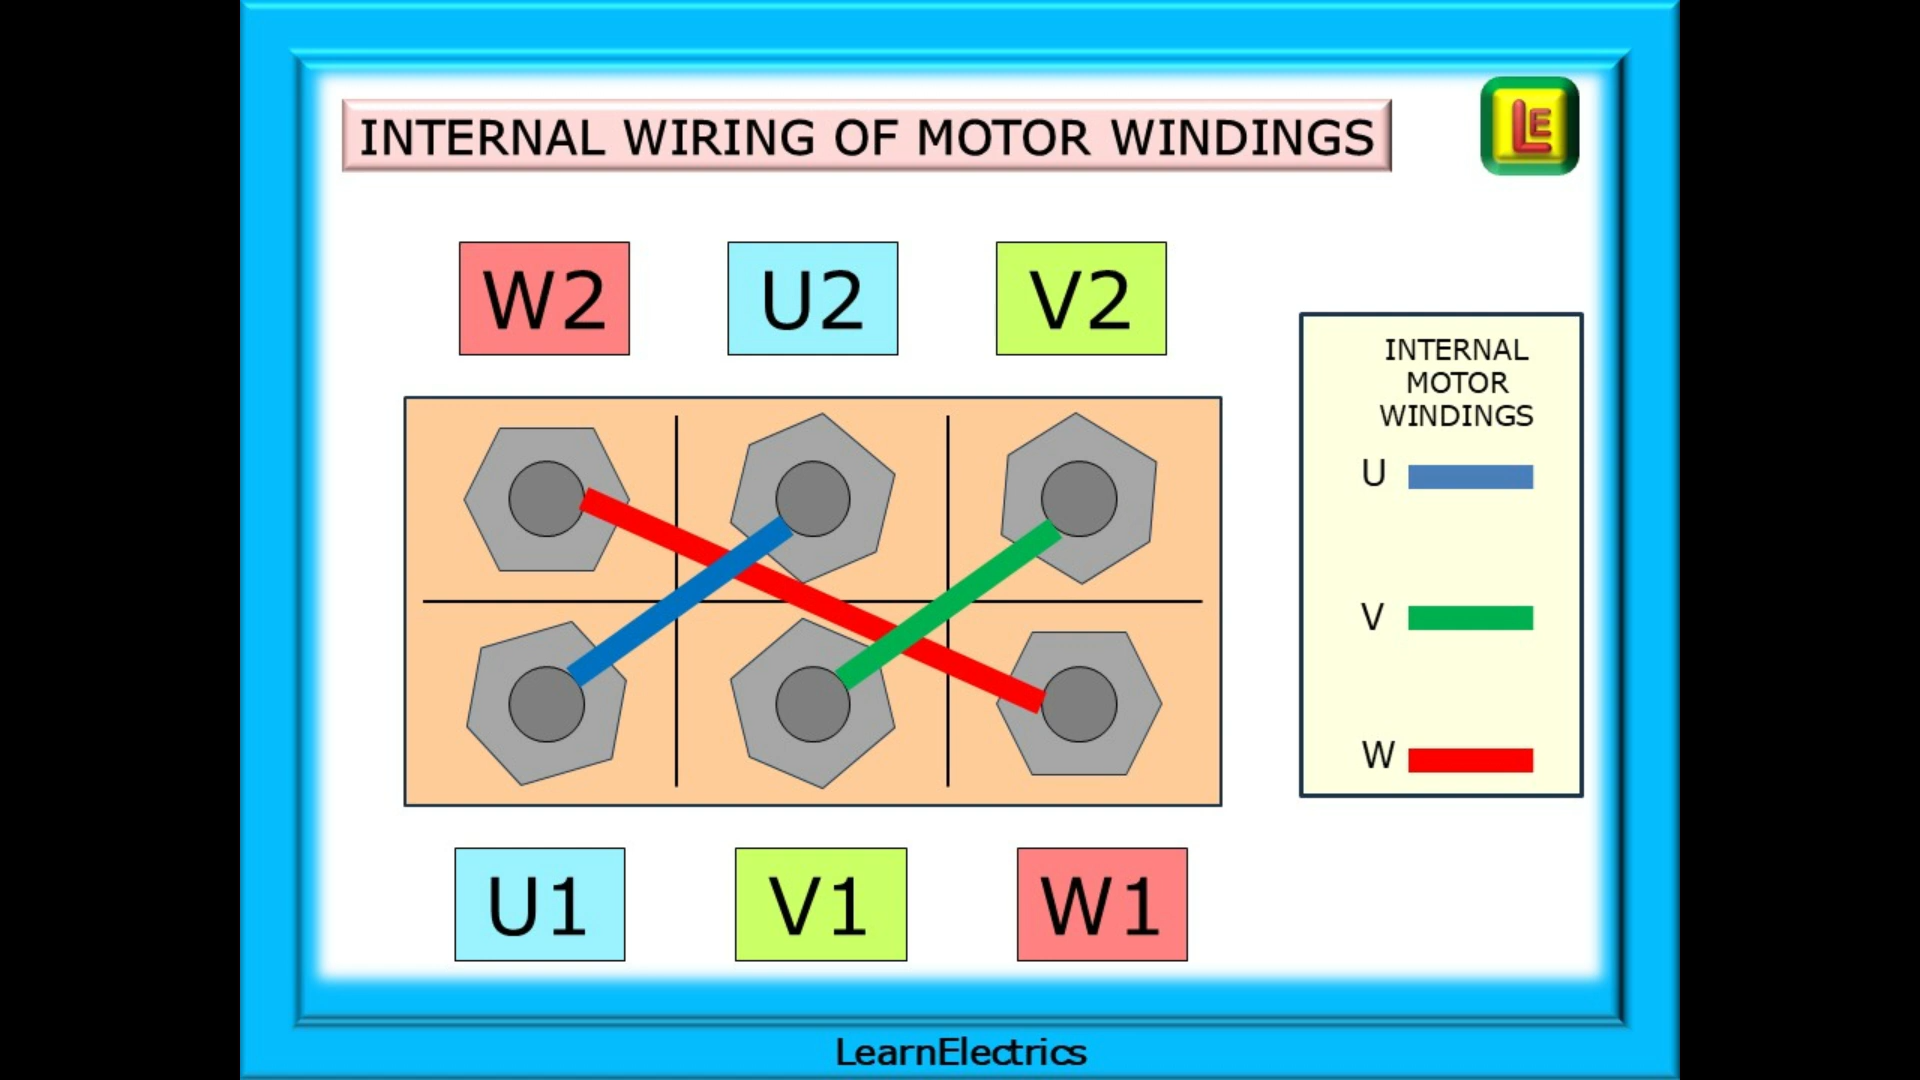 INTERNAL WIRING OF MOTOR WINDINGS
LE
W2
U2
V2
INTERNAL
MOTOR
WINDINGS
U
V
W
U1
V1
W1
LearnElectrics